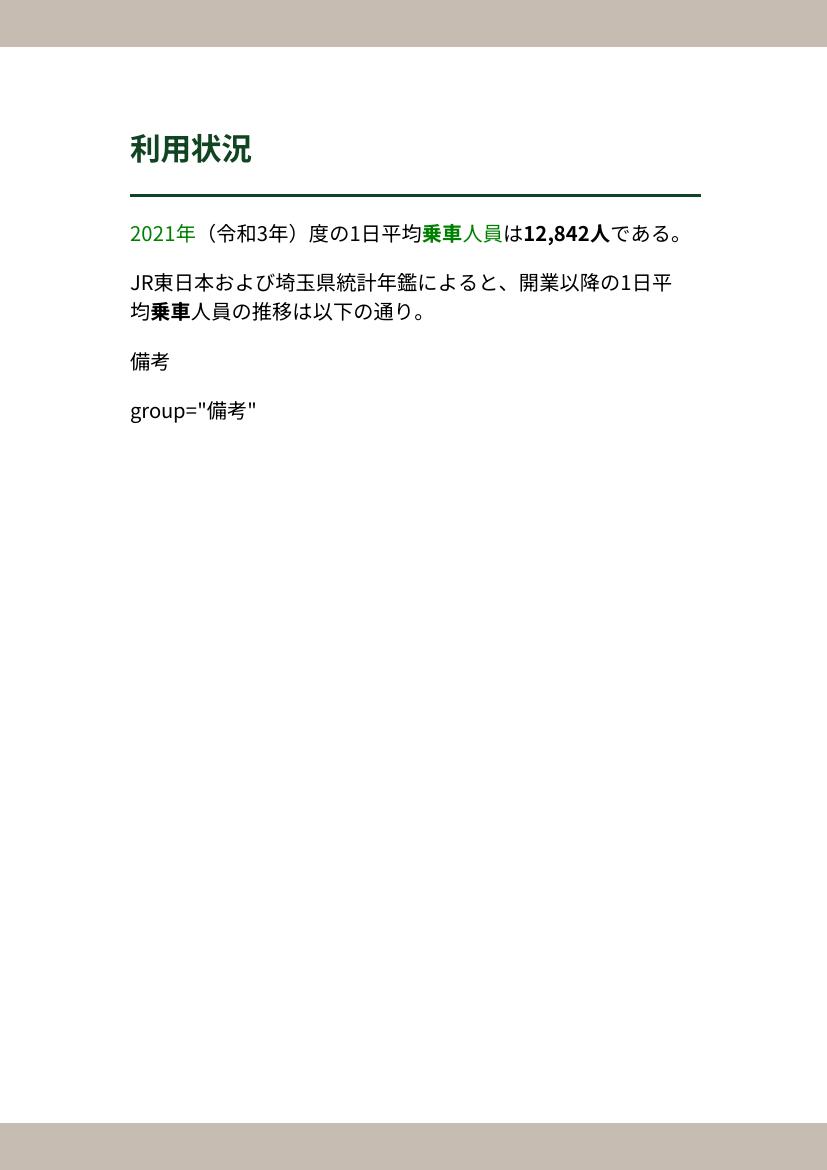 利用状況
2021年（令和3年）度の1日平均乗車人員は12,842人である。
JR東日本および埼玉県統計年鑑によると、開業以降の1日平
均乗車人員の推移は以下の通り。
備考
group="備考"